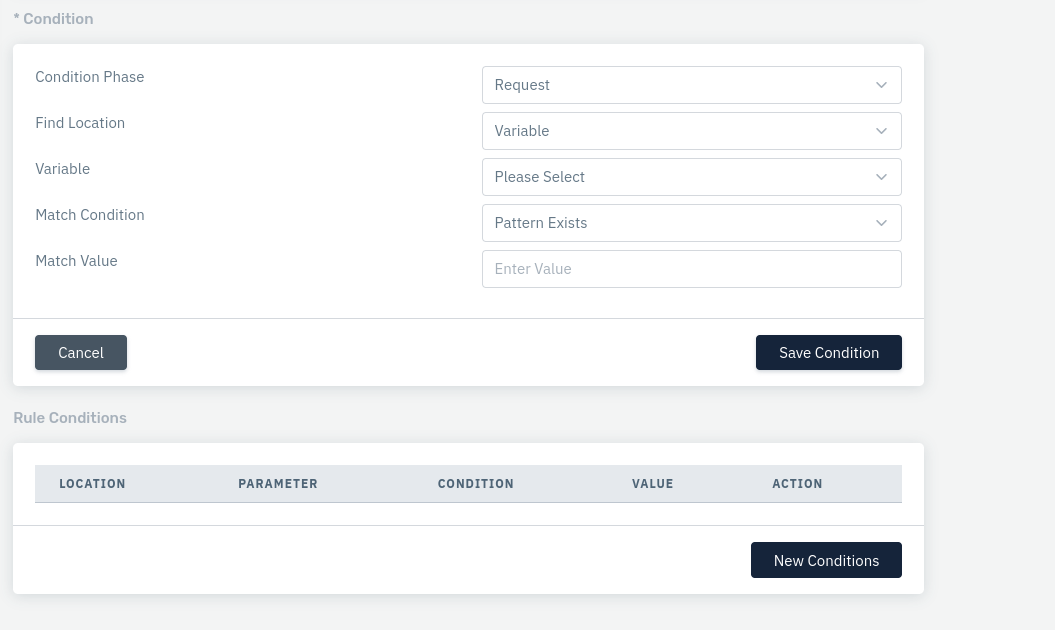 * Condition
Condition Phase
Request
Find Location
Variable
Variable
Please Select
Match Condition
Pattern Exists
Match Value
Enter Value
Cancel
Save Condition
Rule Conditions
LOCATION PARAMETER CONDITION VALUE ACTION
New Conditions